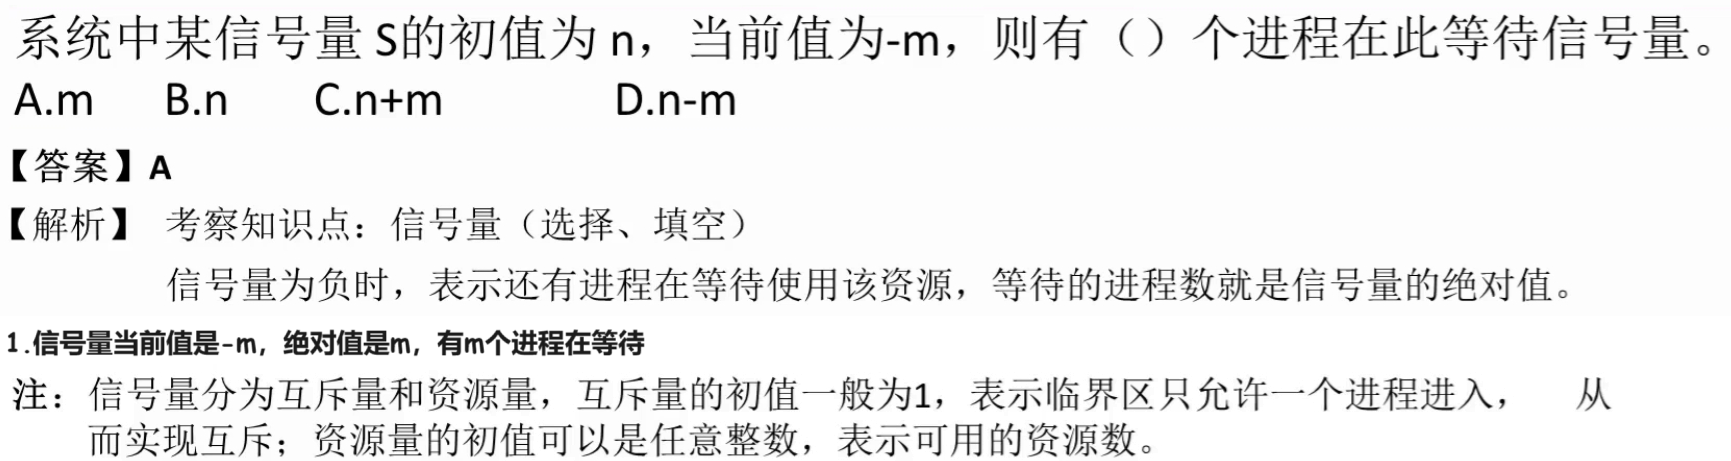 系统中某信号量 S的初值为 n，当前值为-m，则有（）个进程在此等待信号量。
A.m B.n C.n+m D.n-m
【答案】A
【解析】 考察知识点：信号量（选择、填空）
信号量为负时，表示还有进程在等待使用该资源，等待的进程数就是信号量的绝对值。
1.信号量当前值是-m，绝对值是m，有m个进程在等待
注：信号量分为互斥量和资源量，互斥量的初值一般为1，表示临界区只允许一个进程进入， 从
而实现互斥；资源量的初值可以是任意整数，表示可用的资源数。